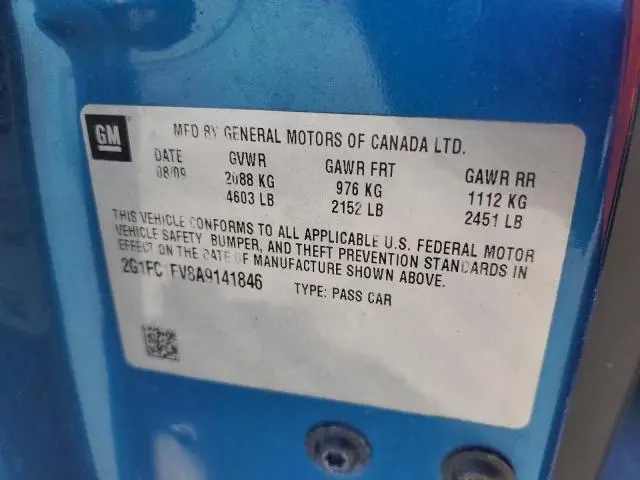 GM
MFD BY GENERAL MOTORS OF CANADA LTD.
DATE GVWR GAWR FRT GAWR RR
08/09 2088 KG 976 KG 1112 KG
4603 LB 2152 LB 2451 LB
THIS VEHICLE CONFORMS TO ALL APPLICABLE U.S. FEDERAL MOTOR
VEHICLE SAFETY, BUMPER, AND THEFT PREVENTION STANDARDS IN
EFFECT ON THE DATE OF MANUFACTURE SHOWN ABOVE.
TYPE: PASS CAR